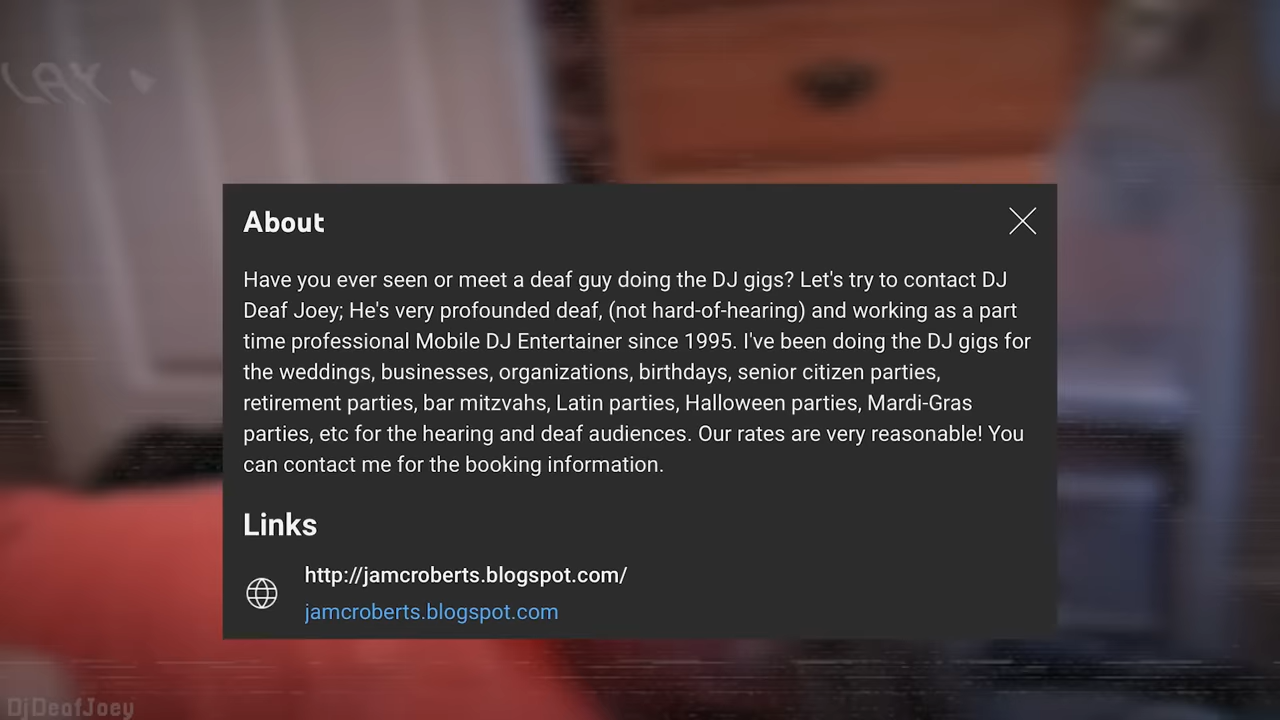 LAX
About
Have you ever seen or meet a deaf guy doing the DJ gigs? Let's try to contact DJ
Deaf Joey; He's very profounded deaf, (not hard-of-hearing) and working as a part
time professional Mobile DJ Entertainer since 1995. I've been doing the DJ gigs for
the weddings, businesses, organizations, birthdays, senior citizen parties,
retirement parties, bar mitzvahs, Latin parties, Halloween parties, Mardi-Gras
parties, etc for the hearing and deaf audiences. Our rates are very reasonable! You
can contact me for the booking information.
Links
http://jamcroberts.blogspot.com/
jamcroberts.blogspot.com
DjDeafJoey